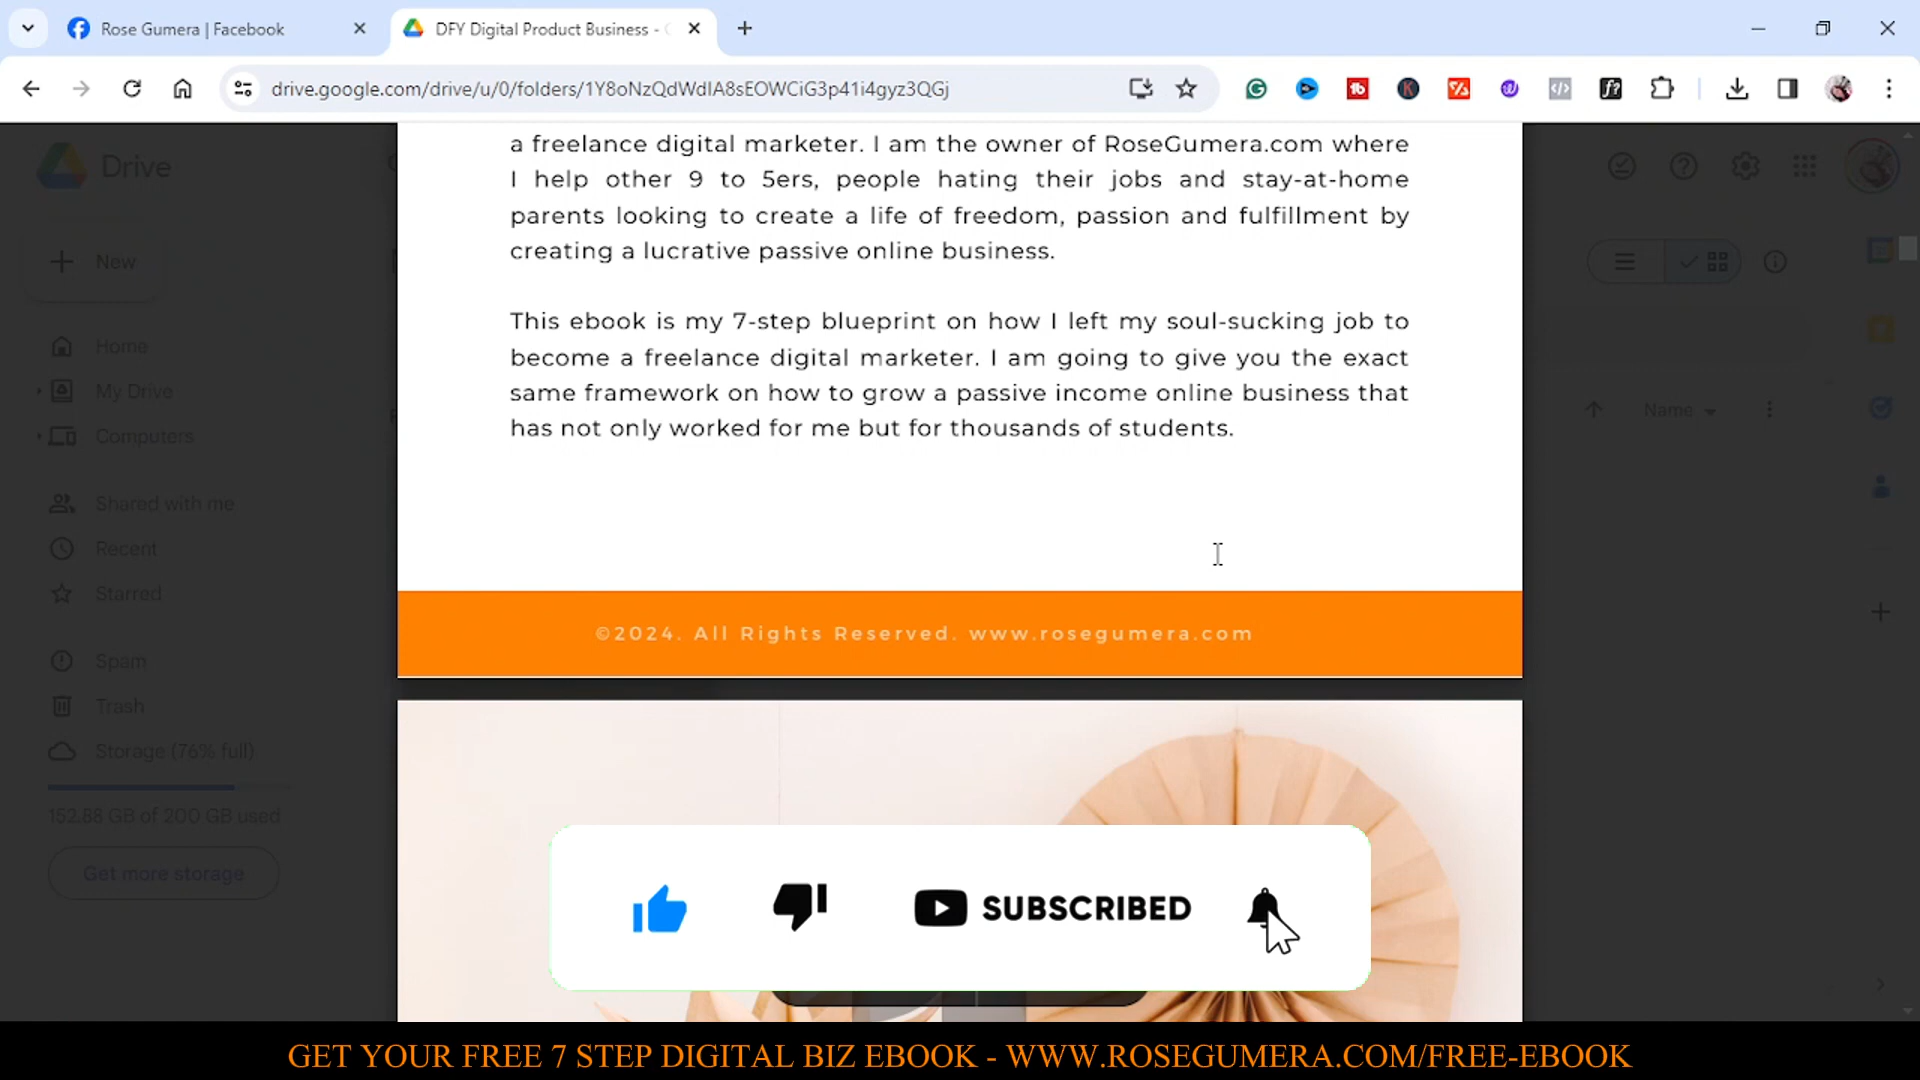 Rose Gumera | Facebook
DFY Digital Product Business -
drive.google.com/drive/u/0/folders/1Y8oNzQdWdIA8sEOWCiG3p41i4gyz3QGj
Drive
New
Home
My Drive
Computers
Shared with me
Recent
Starred
Spam
Trash
Storage (76% full)
152.88 GB of 200 GB used
Get more storage
Name
a freelance digital marketer. I am the owner of RoseGumera.com where
I help other 9 to 5ers, people hating their jobs and stay-at-home
parents looking to create a life of freedom, passion and fulfillment by
creating a lucrative passive online business.
This ebook is my 7-step blueprint on how I left my soul-sucking job to
become a freelance digital marketer. I am going to give you the exact
same framework on how to grow a passive income online business that
has not only worked for me but for thousands of students.
©2024. All Rights Reserved. www.rosegumera.com
SUBSCRIBED
GET YOUR FREE 7 STEP DIGITAL BIZ EBOOK - WWW.ROSEGUMERA.COM/FREE-EBOOK